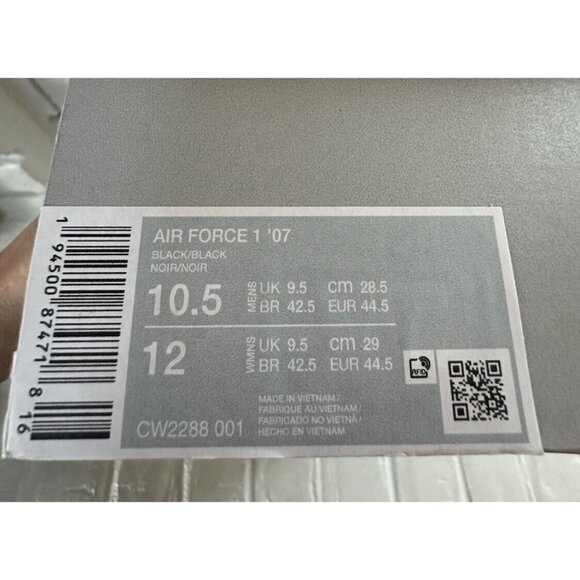 AIR FORCE 1 '07
BLACK/BLACK
NOIR/NOIR
10.5 MENS UK 9.5 cm 28.5
BR 42.5 EUR 44.5
12 WMNS UK 9.5 cm 29
BR 42.5 EUR 44.5
MADE IN VIETNAM /
FABRIQUE AU VIETNAM /
FABRICADO NO VIETNÃ /
HECHO EN VIETNAM
CW2288 001
RFID
1 94500 87471 8 16